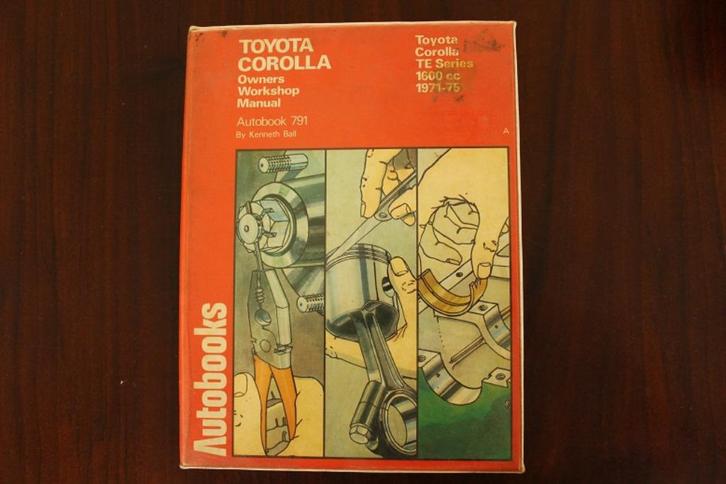 TOYOTA
COROLLA
Owners
Workshop
Manual
Autobook 791
By Kenneth Ball
Toyota
Corolla
TE Series
1600 cc
1971-75
A
Autobooks